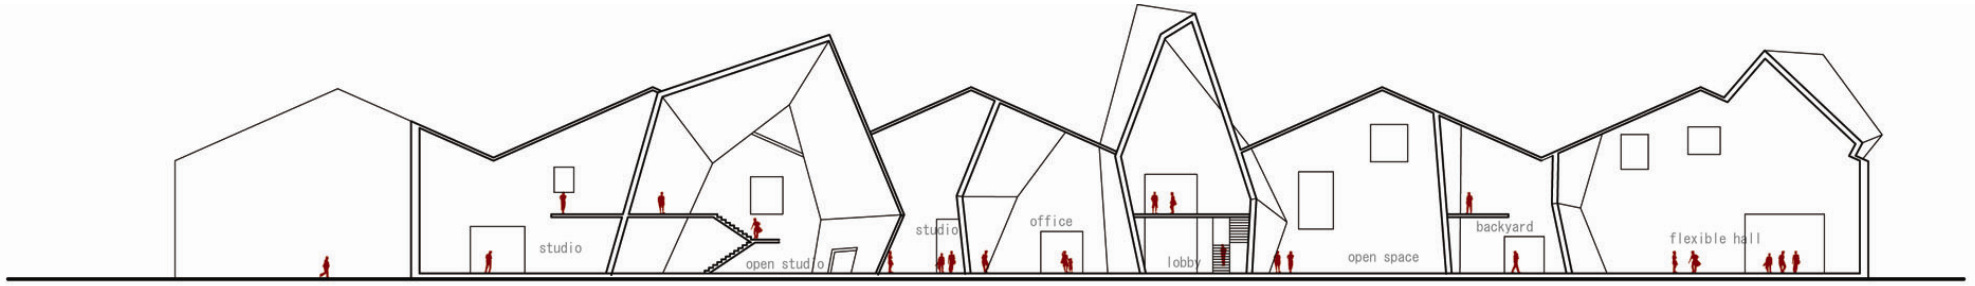 studio
open studio
studio
office
lobby
open space
backyard
flexible hall